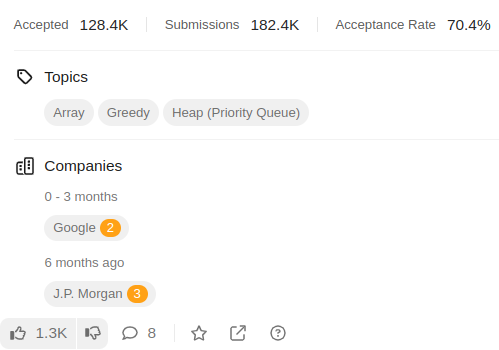 Accepted 128.4K Submissions 182.4K Acceptance Rate 70.4%
Topics
Array Greedy Heap (Priority Queue)
Companies
0 - 3 months
Google 2
6 months ago
J.P. Morgan 3
1.3K 8